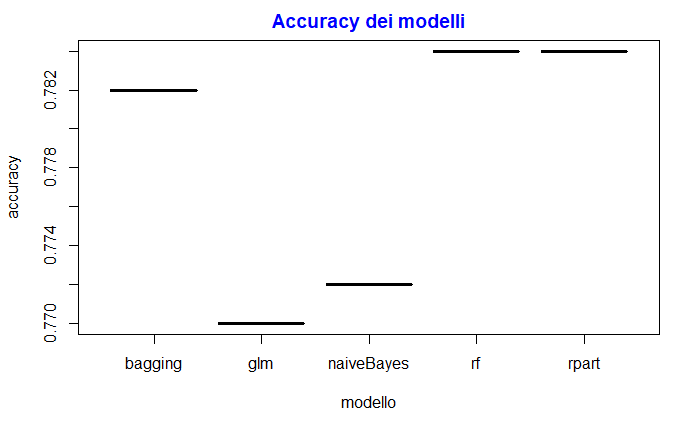 Accuracy dei modelli
accuracy
0.782
0.778
0.774
0.770
bagging glm naiveBayes rf rpart
modello